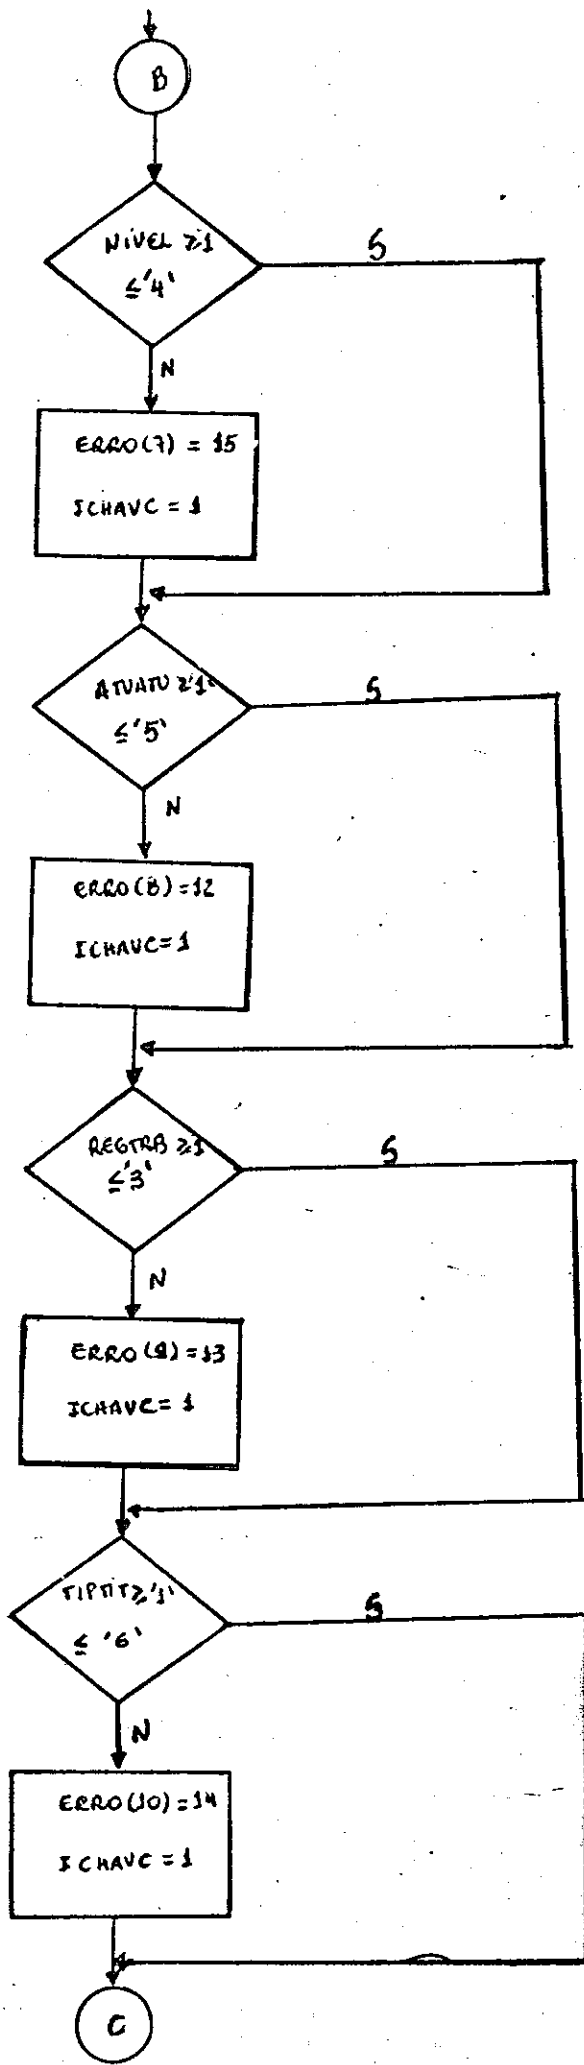 B
NÍVEL ≥1
≤'4'
S
N
ERRO(7) = 15
ICHAVC = 1
ATUATU ≥'1'
≤'5'
S
N
ERRO(8)=12
ICHAVC=1
REGTRB ≥1
≤'3'
S
N
ERRO(9)=13
ICHAVC= 1
TIPTIT≥'1'
≤ '6'
S
N
ERRO(10)=14
ICHAVC=1
C